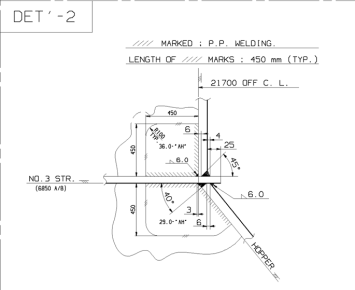 DET'-2
//// MARKED ; P.P. WELDING.
LENGTH OF //// MARKS : 450 mm (TYP.)
21700 OFF C. L.
450
R100
6
4
25
36.0-"AH"
450
6.0
45°
NO.3 STR.
(6850 A/B)
6.0
40°
450
3
29.0-"AH"
6
HOPPER